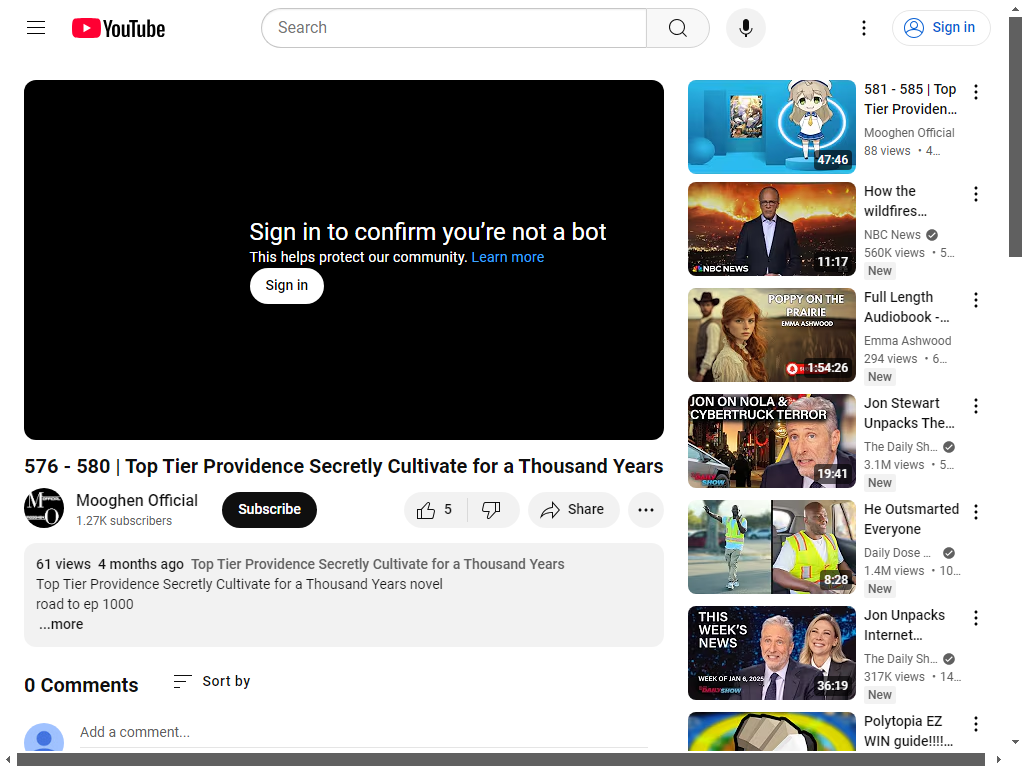 YouTube
Search
Sign in
Sign in to confirm you’re not a bot
This helps protect our community. Learn more
Sign in
576 - 580 | Top Tier Providence Secretly Cultivate for a Thousand Years
Mooghen Official
1.27K subscribers
Subscribe
5
Share
61 views 4 months ago Top Tier Providence Secretly Cultivate for a Thousand Years
Top Tier Providence Secretly Cultivate for a Thousand Years novel
road to ep 1000
...more
0 Comments
Sort by
Add a comment...
47:46
581 - 585 | Top
Tier Providen...
Mooghen Official
88 views • 4...
NBC NEWS
11:17
How the
wildfires...
NBC News
560K views • 5...
New
POPPY ON THE
PRAIRIE
EMMA ASHWOOD
1:54:26
Full Length
Audiobook -...
Emma Ashwood
294 views • 6...
New
JON ON NOLA &
CYBERTRUCK TERROR
DAILY SHOW
19:41
Jon Stewart
Unpacks The...
The Daily Sh...
3.1M views • 5...
New
8:28
He Outsmarted
Everyone
Daily Dose ...
1.4M views • 10...
New
THIS
WEEK'S
NEWS
WEEK OF JAN 6, 2025
DAILY SHOW
36:19
Jon Unpacks
Internet...
The Daily Sh...
317K views • 14...
New
Polytopia EZ
WIN guide!!!!...